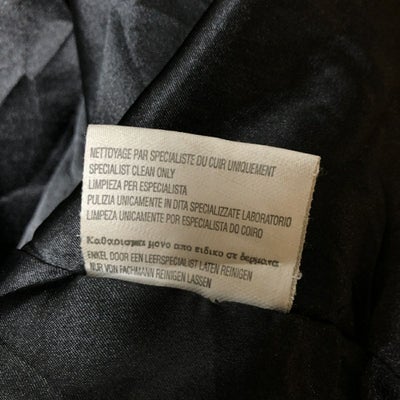 NETTOYAGE PAR SPECIALISTE DU CUIR UNIQUEMENT
SPECIALIST CLEAN ONLY
LIMPIEZA PER ESPECIALISTA
PULIZIA UNICAMENTE IN DITA SPECIALIZZATE LABORATORIO
LIMPEZA UNICAMENTE POR ESPECIALISTA DO COIRO
Καθαρισμα μονο απο ειδικο στ δερματα
ENKEL DOOR EEN LEERSPECIALIST LATEN REINIGEN
NUR VON FACHMANN REINIGEN LASSEN